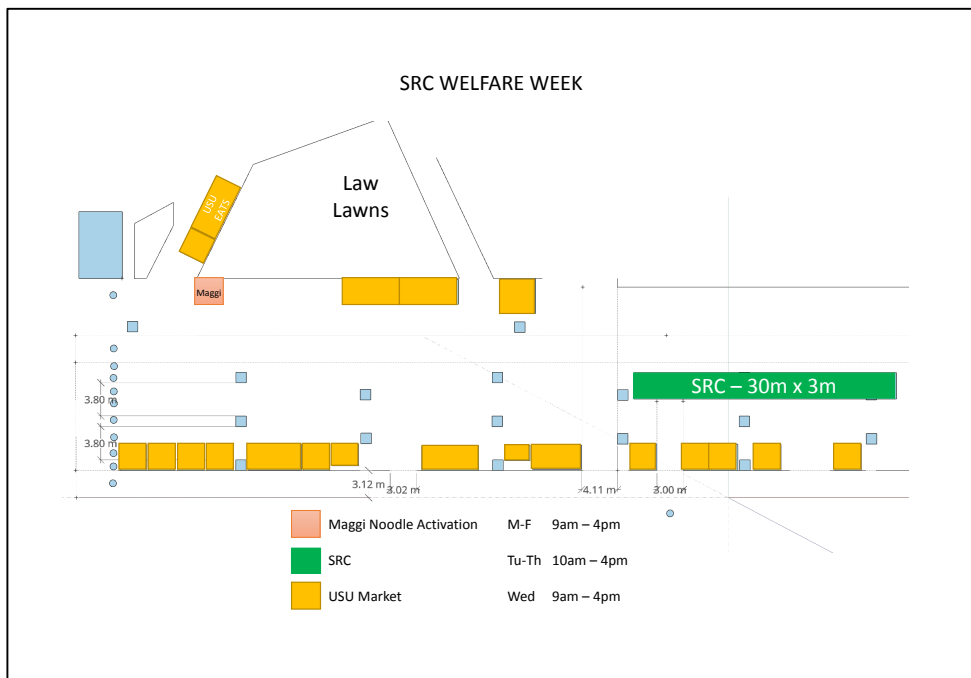 SRC WELFARE WEEK
Law
Lawns
USU
EATS
Maggi
SRC – 30m x 3m
3.80 m
3.80 m
3.12 m
3.02 m
4.11 m
3.00 m
Maggi Noodle Activation M-F 9am – 4pm
SRC Tu-Th 10am – 4pm
USU Market Wed 9am – 4pm